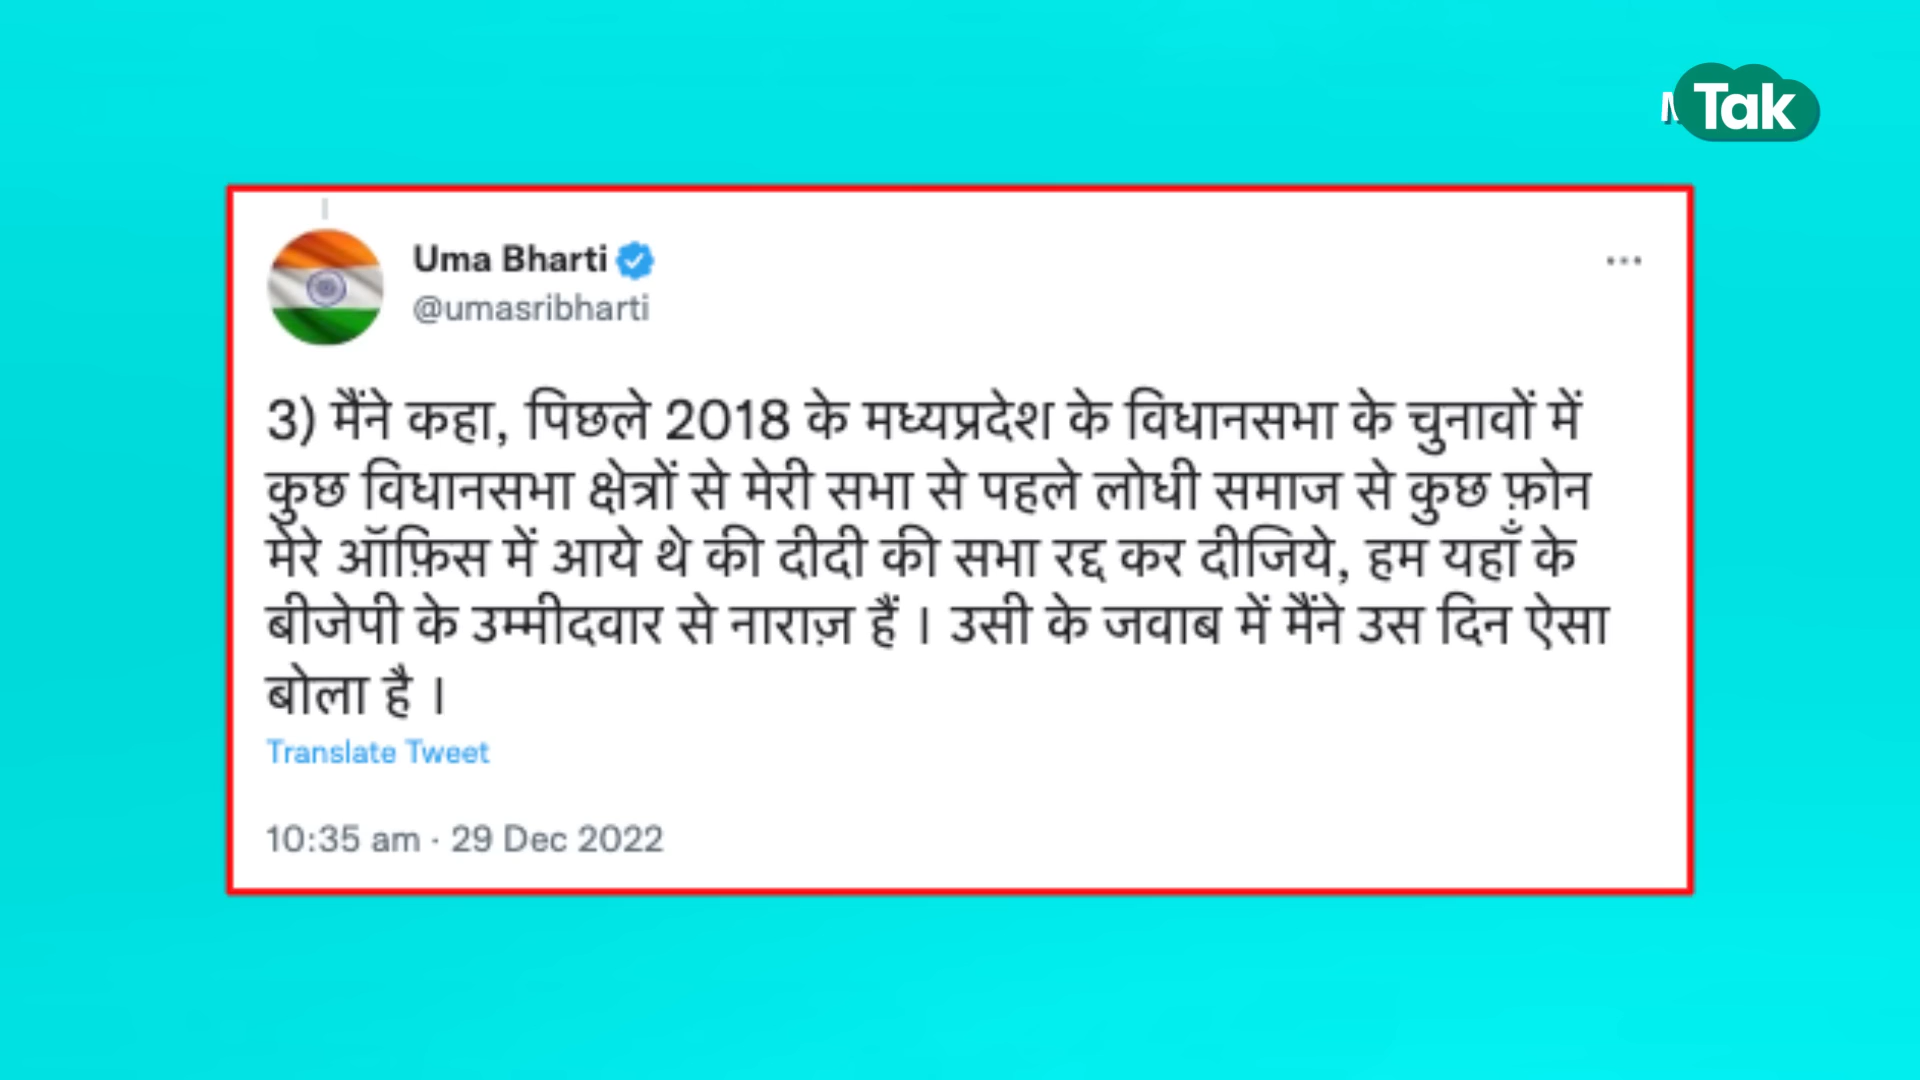 Tak
Uma Bharti
@umasribharti
3) मैंने कहा, पिछले 2018 के मध्यप्रदेश के विधानसभा के चुनावों में
कुछ विधानसभा क्षेत्रों से मेरी सभा से पहले लोधी समाज से कुछ फ़ोन
मेरे ऑफ़िस में आये थे की दीदी की सभा रद्द कर दीजिये, हम यहाँ के
बीजेपी के उम्मीदवार से नाराज़ हैं । उसी के जवाब में मैंने उस दिन ऐसा
बोला है ।
Translate Tweet
10:35 am · 29 Dec 2022